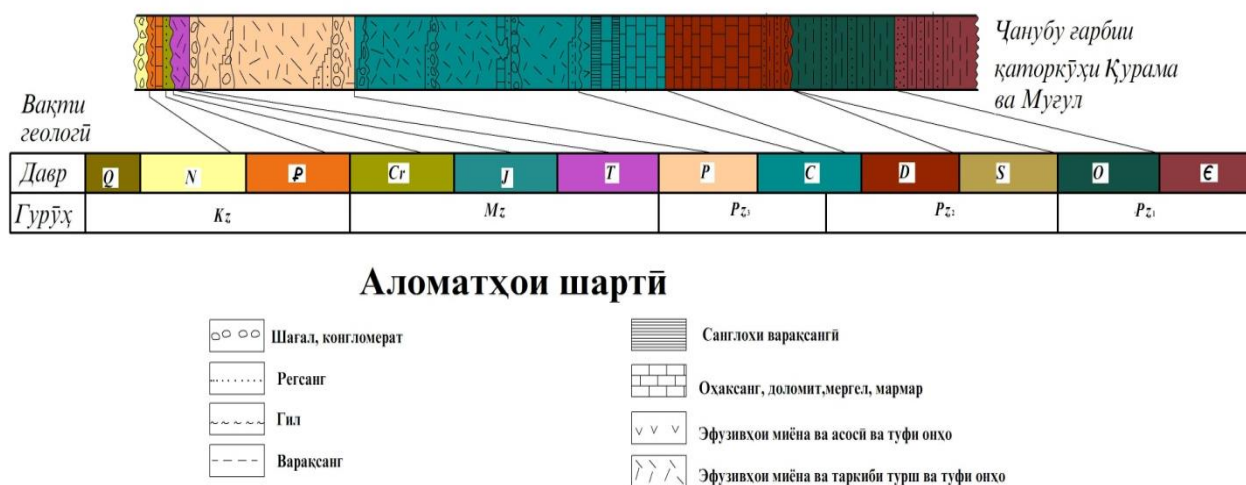 Ҷанубу ғарбии
қаторкӯҳи Қурама
ва Муғул
Вақти
геологӣ
Давр Q N ₽ Cr J T P C D S O Є
Гурӯҳ Kz Mz Pz₃ Pz₂ Pz₁
Аломатҳои шартӣ
Шағал, конгломерат
Регсанг
Гил
Варақсанг
Санглохи варақсангӣ
Оҳаксанг, доломит,мергел, мармар
Эфузивҳои миёна ва асосӣ ва туфи онҳо
Эфузивҳои миёна ва таркиби турш ва туфи онҳо